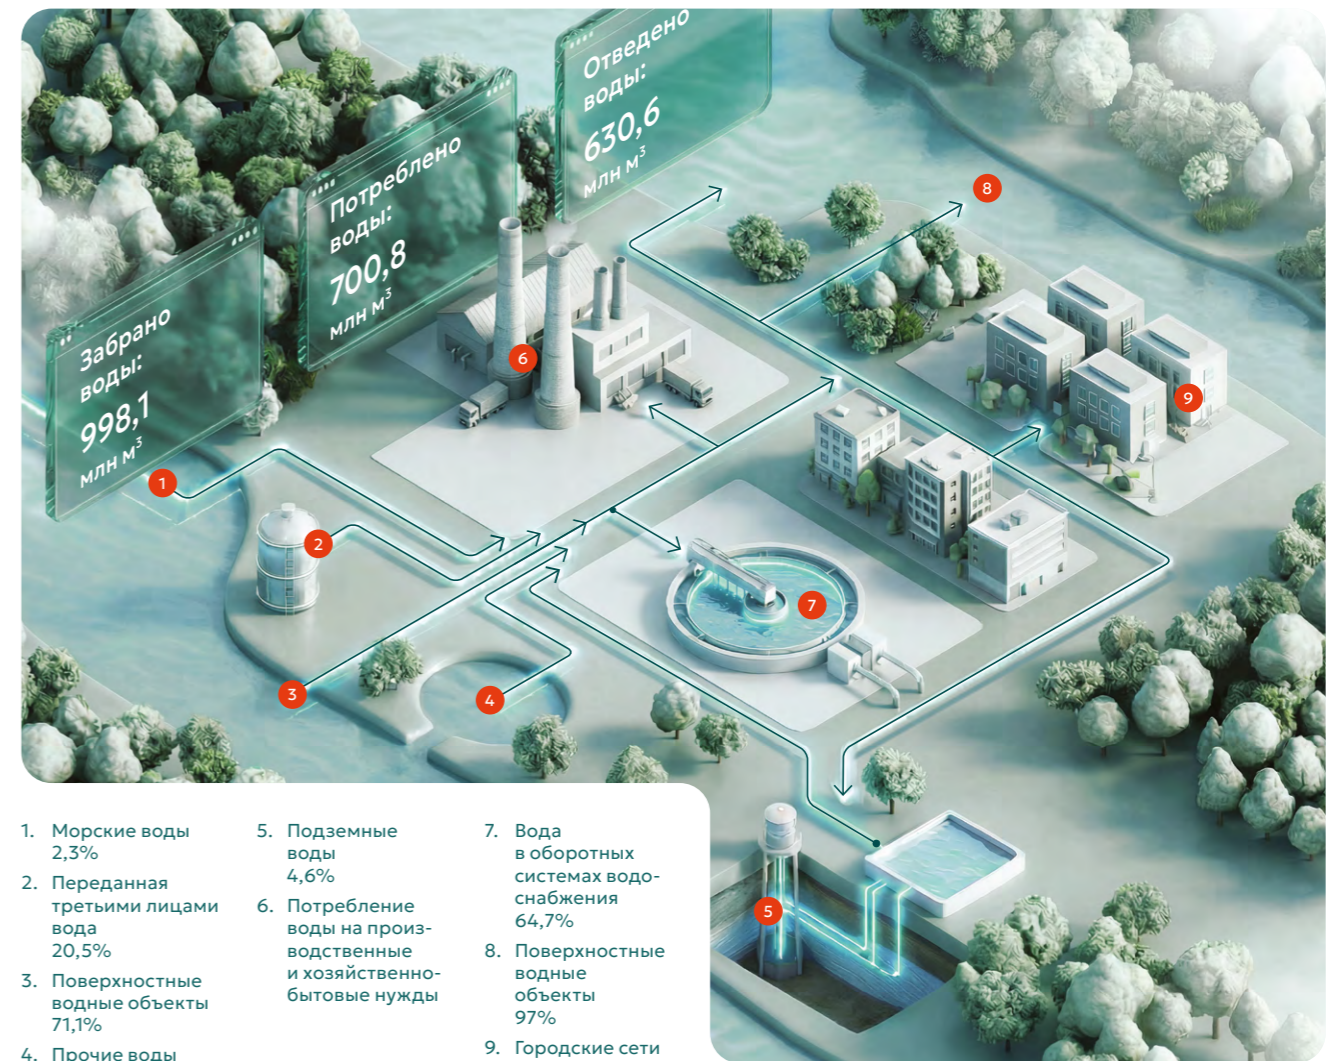 Отведено
воды:
630,6
млн м³
Потреблено
воды:
700,8
млн м³
Забрано
воды:
998,1
млн м³
8
6
9
1
2
7
3
4
5
1. Морские воды
2,3%
2. Переданная
третьими лицами
вода
20,5%
3. Поверхностные
водные объекты
71,1%
4. Прочие воды
5. Подземные
воды
4,6%
6. Потребление
воды на произ-
водственные
и хозяйственно-
бытовые нужды
7. Вода
в оборотных
системах водо-
снабжения
64,7%
8. Поверхностные
водные
объекты
97%
9. Городские сети